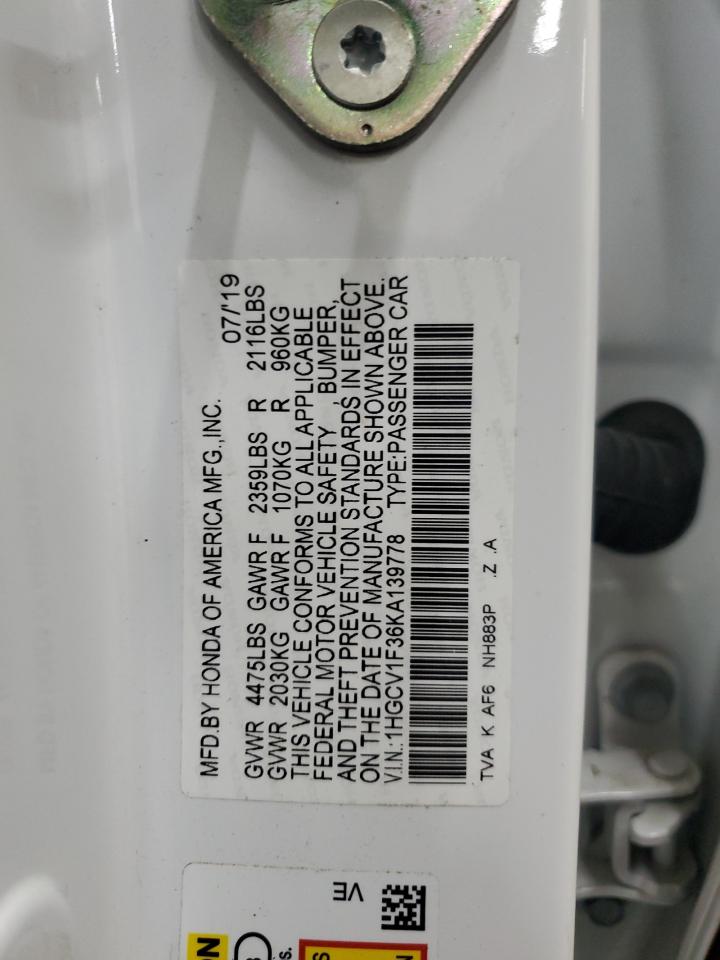 MFD.BY HONDA OF AMERICA MFG.,INC. 07/'19
GVWR 4475LBS GAWR F 2359LBS R 2116LBS
GVWR 2030KG GAWR F 1070KG R 960KG
THIS VEHICLE CONFORMS TO ALL APPLICABLE
FEDERAL MOTOR VEHICLE SAFETY , BUMPER,
AND THEFT PREVENTION STANDARDS IN EFFECT
ON THE DATE OF MANUFACTURE SHOWN ABOVE.
V.I.N.:1HGCV1F36KA139778 TYPE:PASSENGER CAR
TVA K AF6 NH883P .Z .A
VE